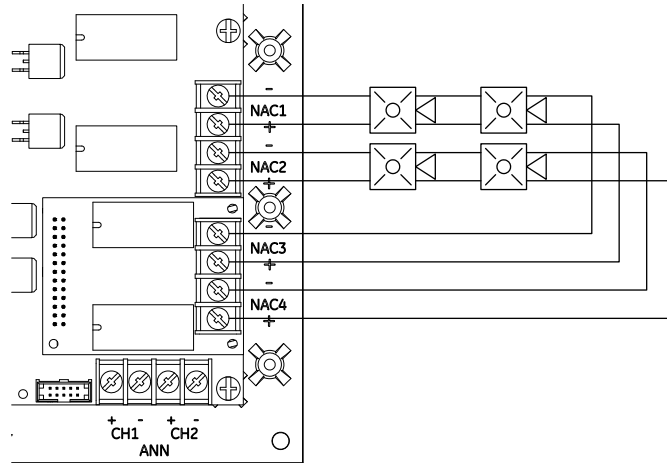 -
NAC1
+
-
NAC2
+
-
NAC3
+
-
NAC4
+
+ - + -
CH1 CH2
ANN